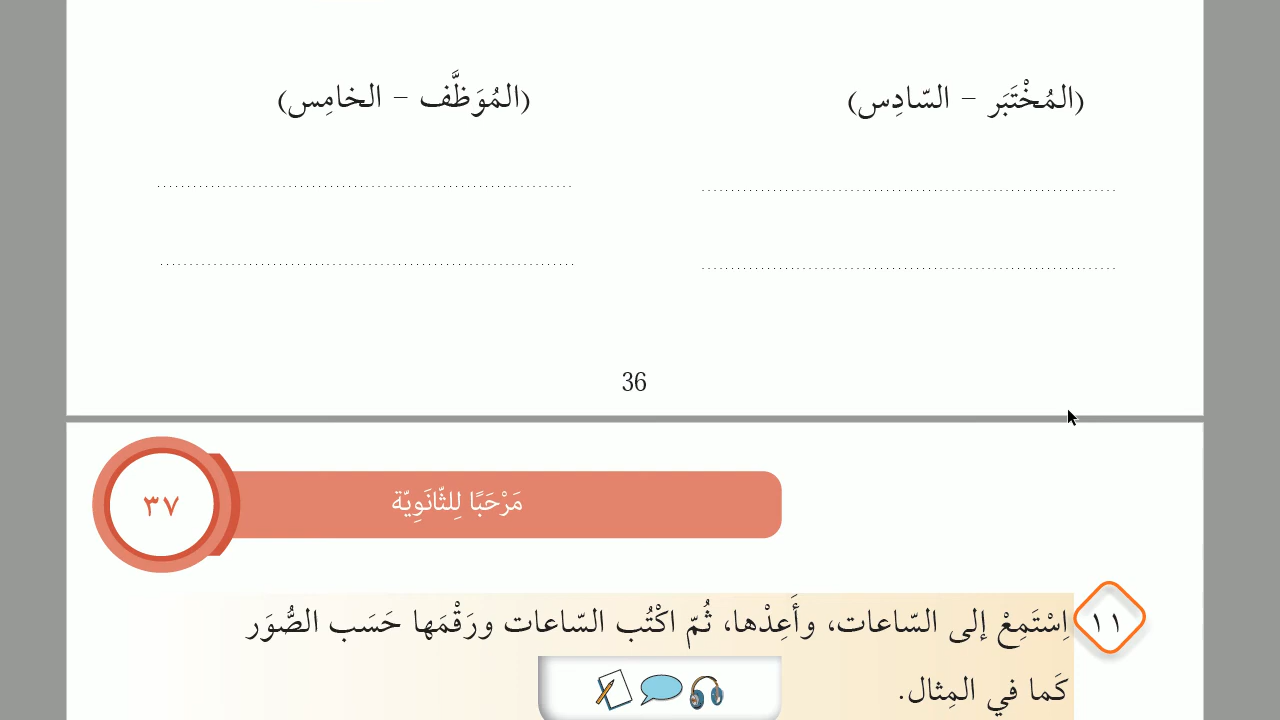 (المُخْتَبَر – السّادِس)
(المُوَظَّف – الخامِس)
36
٣٧
مَرْحَبًا لِلثّانَوِيّة
١١
اِسْتَمِعْ إلى السّاعات، وأَعِدْها، ثُمّ اكْتُب السّاعات ورَقْمَها حَسَب الصُّوَر
كَما في المِثال.